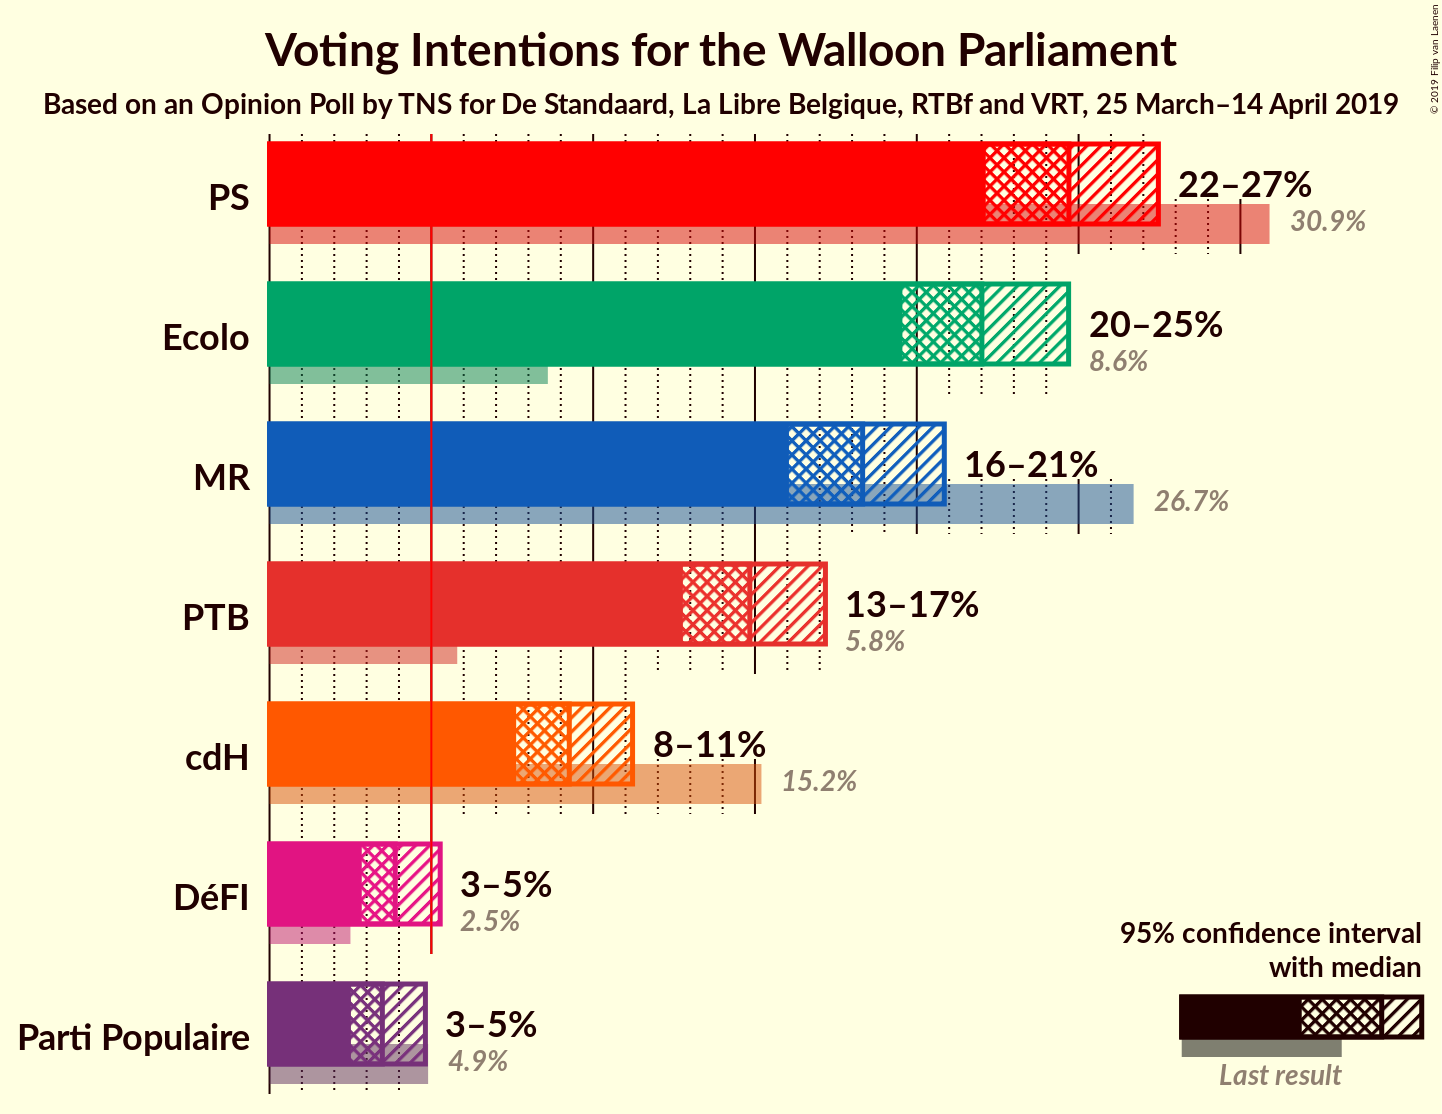 Voting Intentions for the Walloon Parliament
Based on an Opinion Poll by TNS for De Standaard, La Libre Belgique, RTBf and VRT, 25 March–14 April 2019
© 2019 Filip van Laenen
PS
22–27%
30.9%
Ecolo
20–25%
8.6%
MR
16–21%
26.7%
PTB
13–17%
5.8%
cdH
8–11%
15.2%
DéFI
3–5%
2.5%
Parti Populaire
3–5%
4.9%
95% confidence interval
with median
Last result